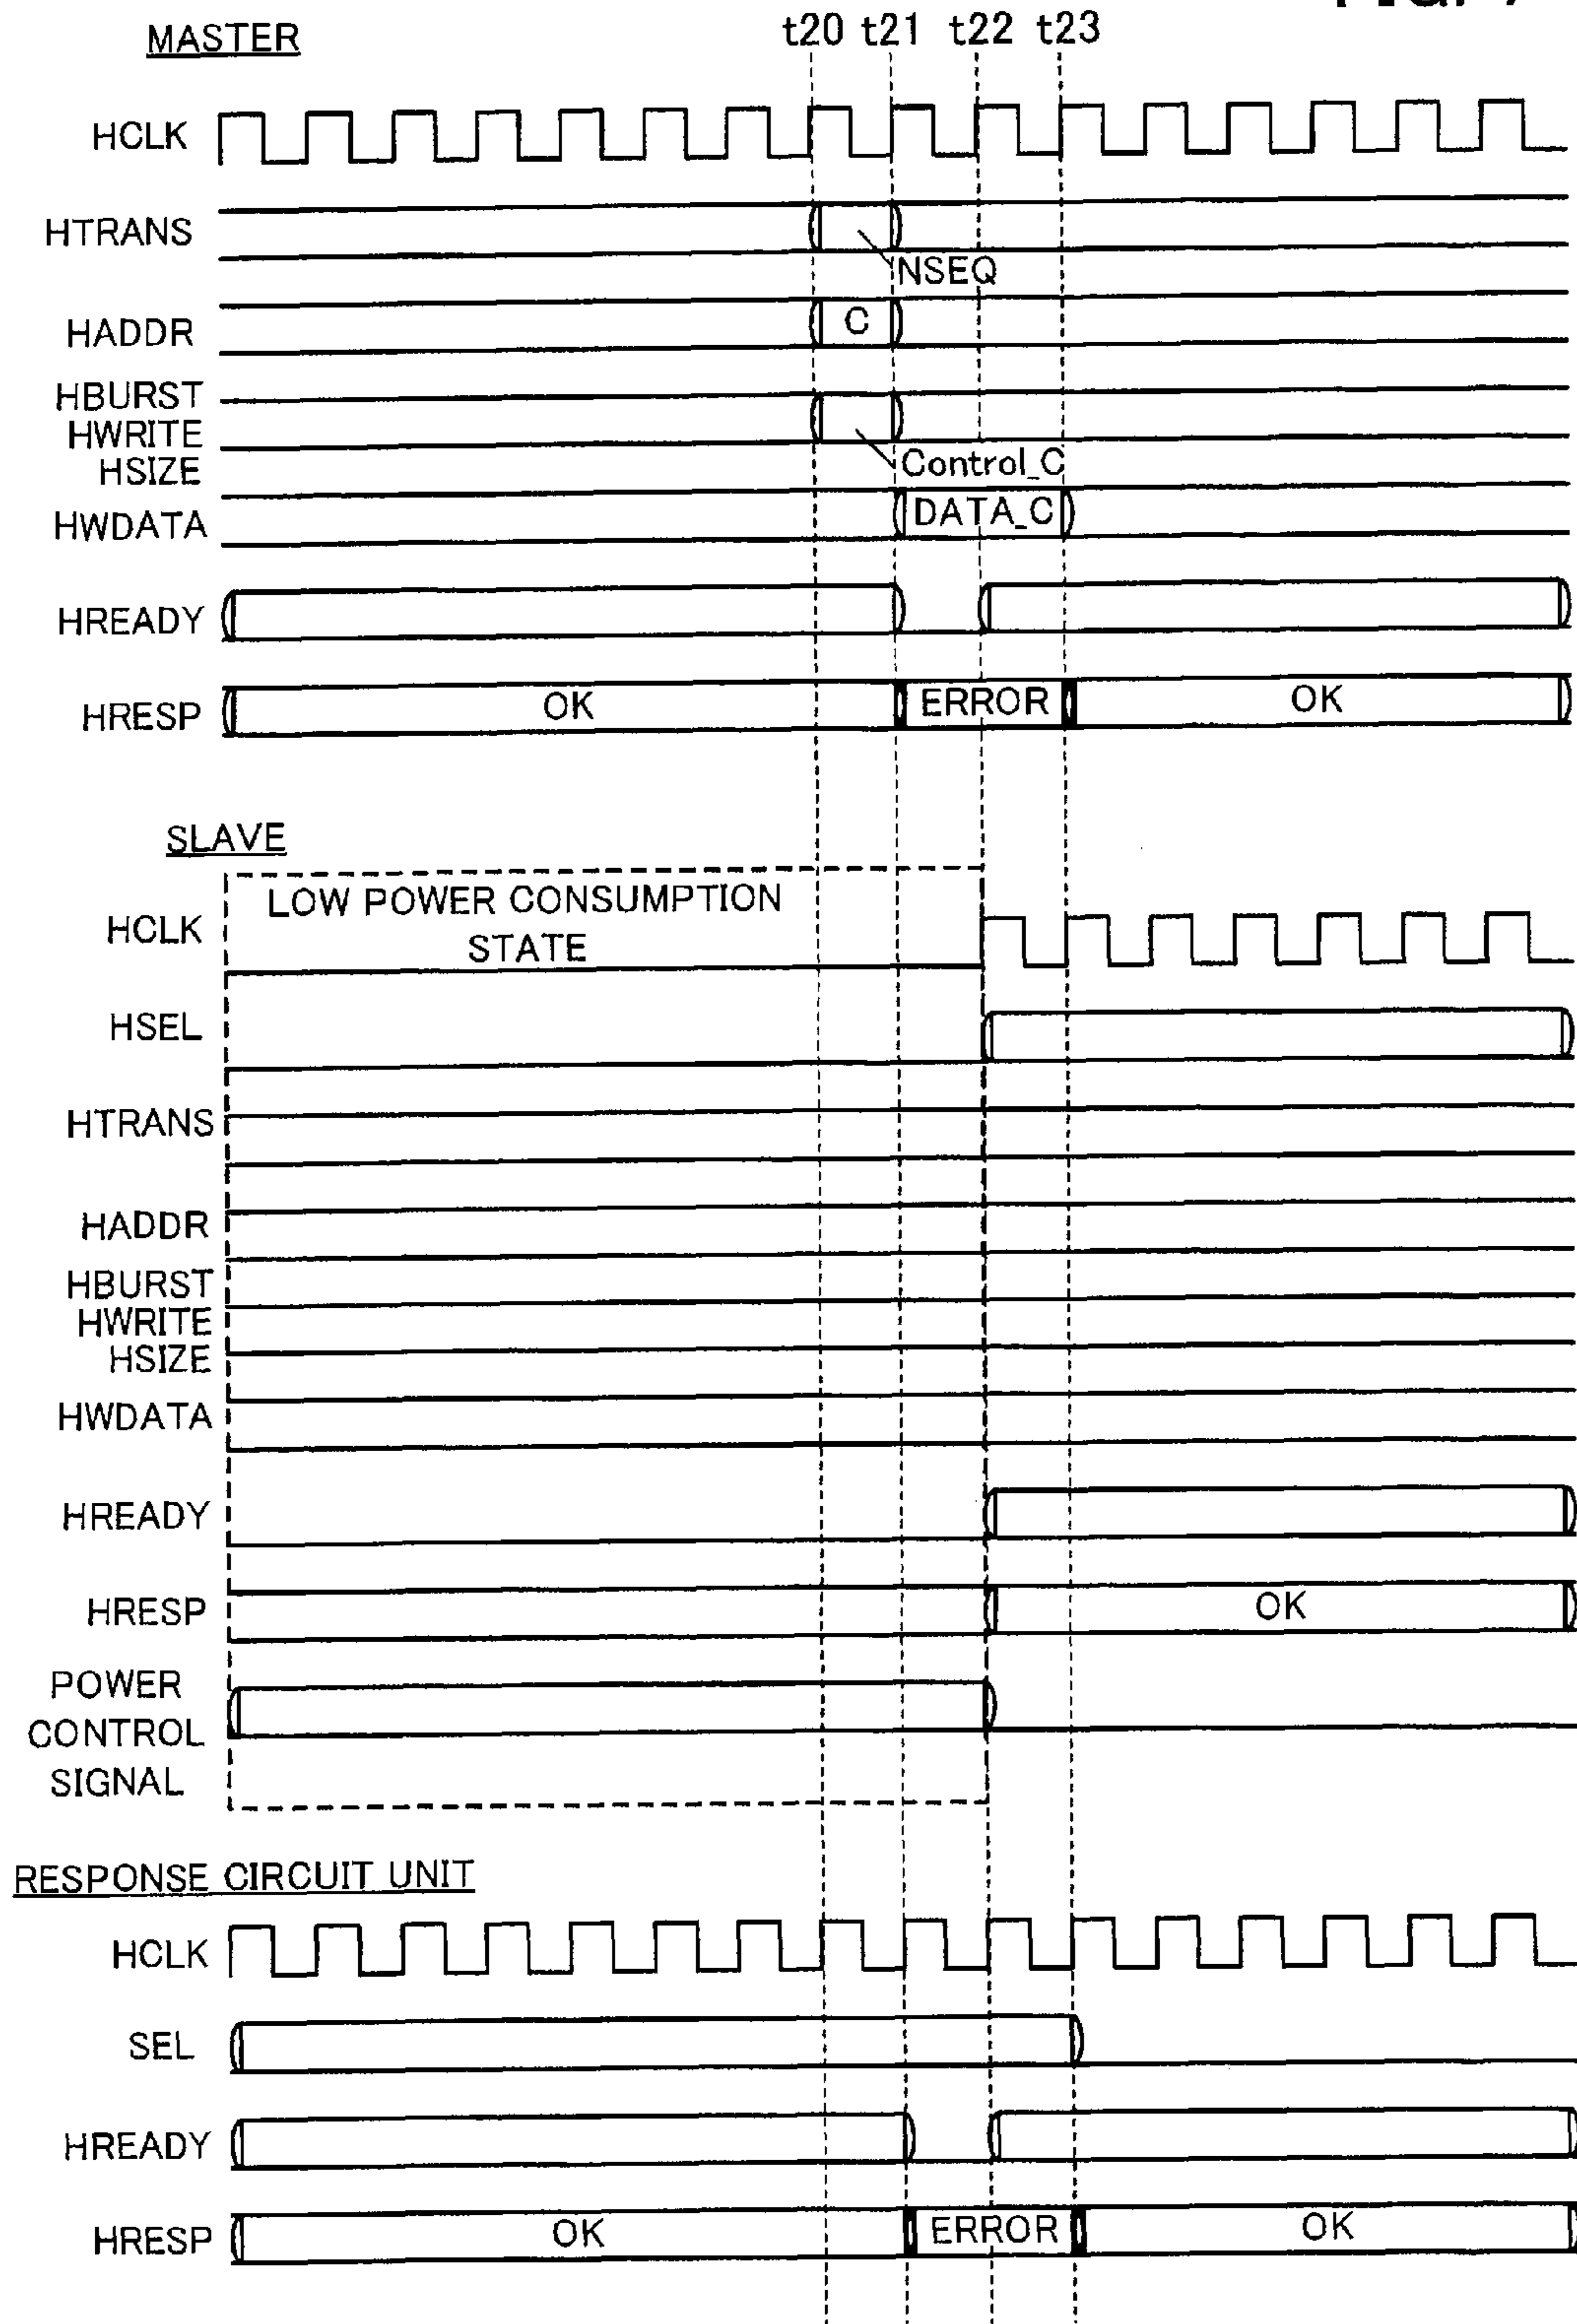 MASTER
t20 t21 t22 t23
HCLK
HTRANS
NSEQ
HADDR
C
HBURST
HWRITE
HSIZE
Control_C
HWDATA
DATA_C
HREADY
HRESP
OK ERROR OK
SLAVE
LOW POWER CONSUMPTION
STATE
HCLK
HSEL
HTRANS
HADDR
HBURST
HWRITE
HSIZE
HWDATA
HREADY
HRESP
OK
POWER
CONTROL
SIGNAL
RESPONSE CIRCUIT UNIT
HCLK
SEL
HREADY
HRESP
OK ERROR OK